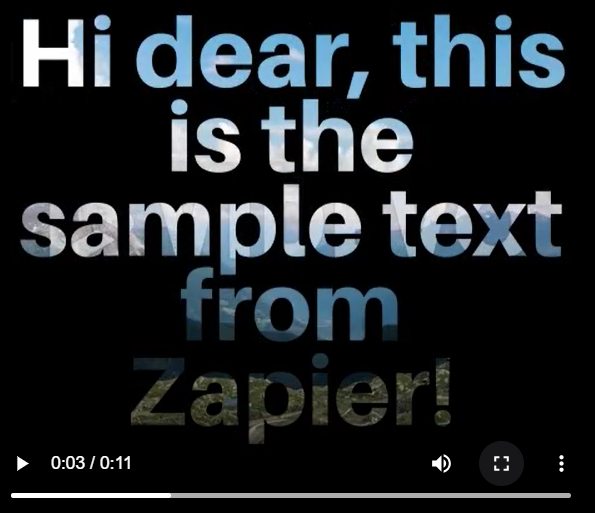 Hi dear, this
is the
sample text
from
Zapier!
0:03 / 0:11